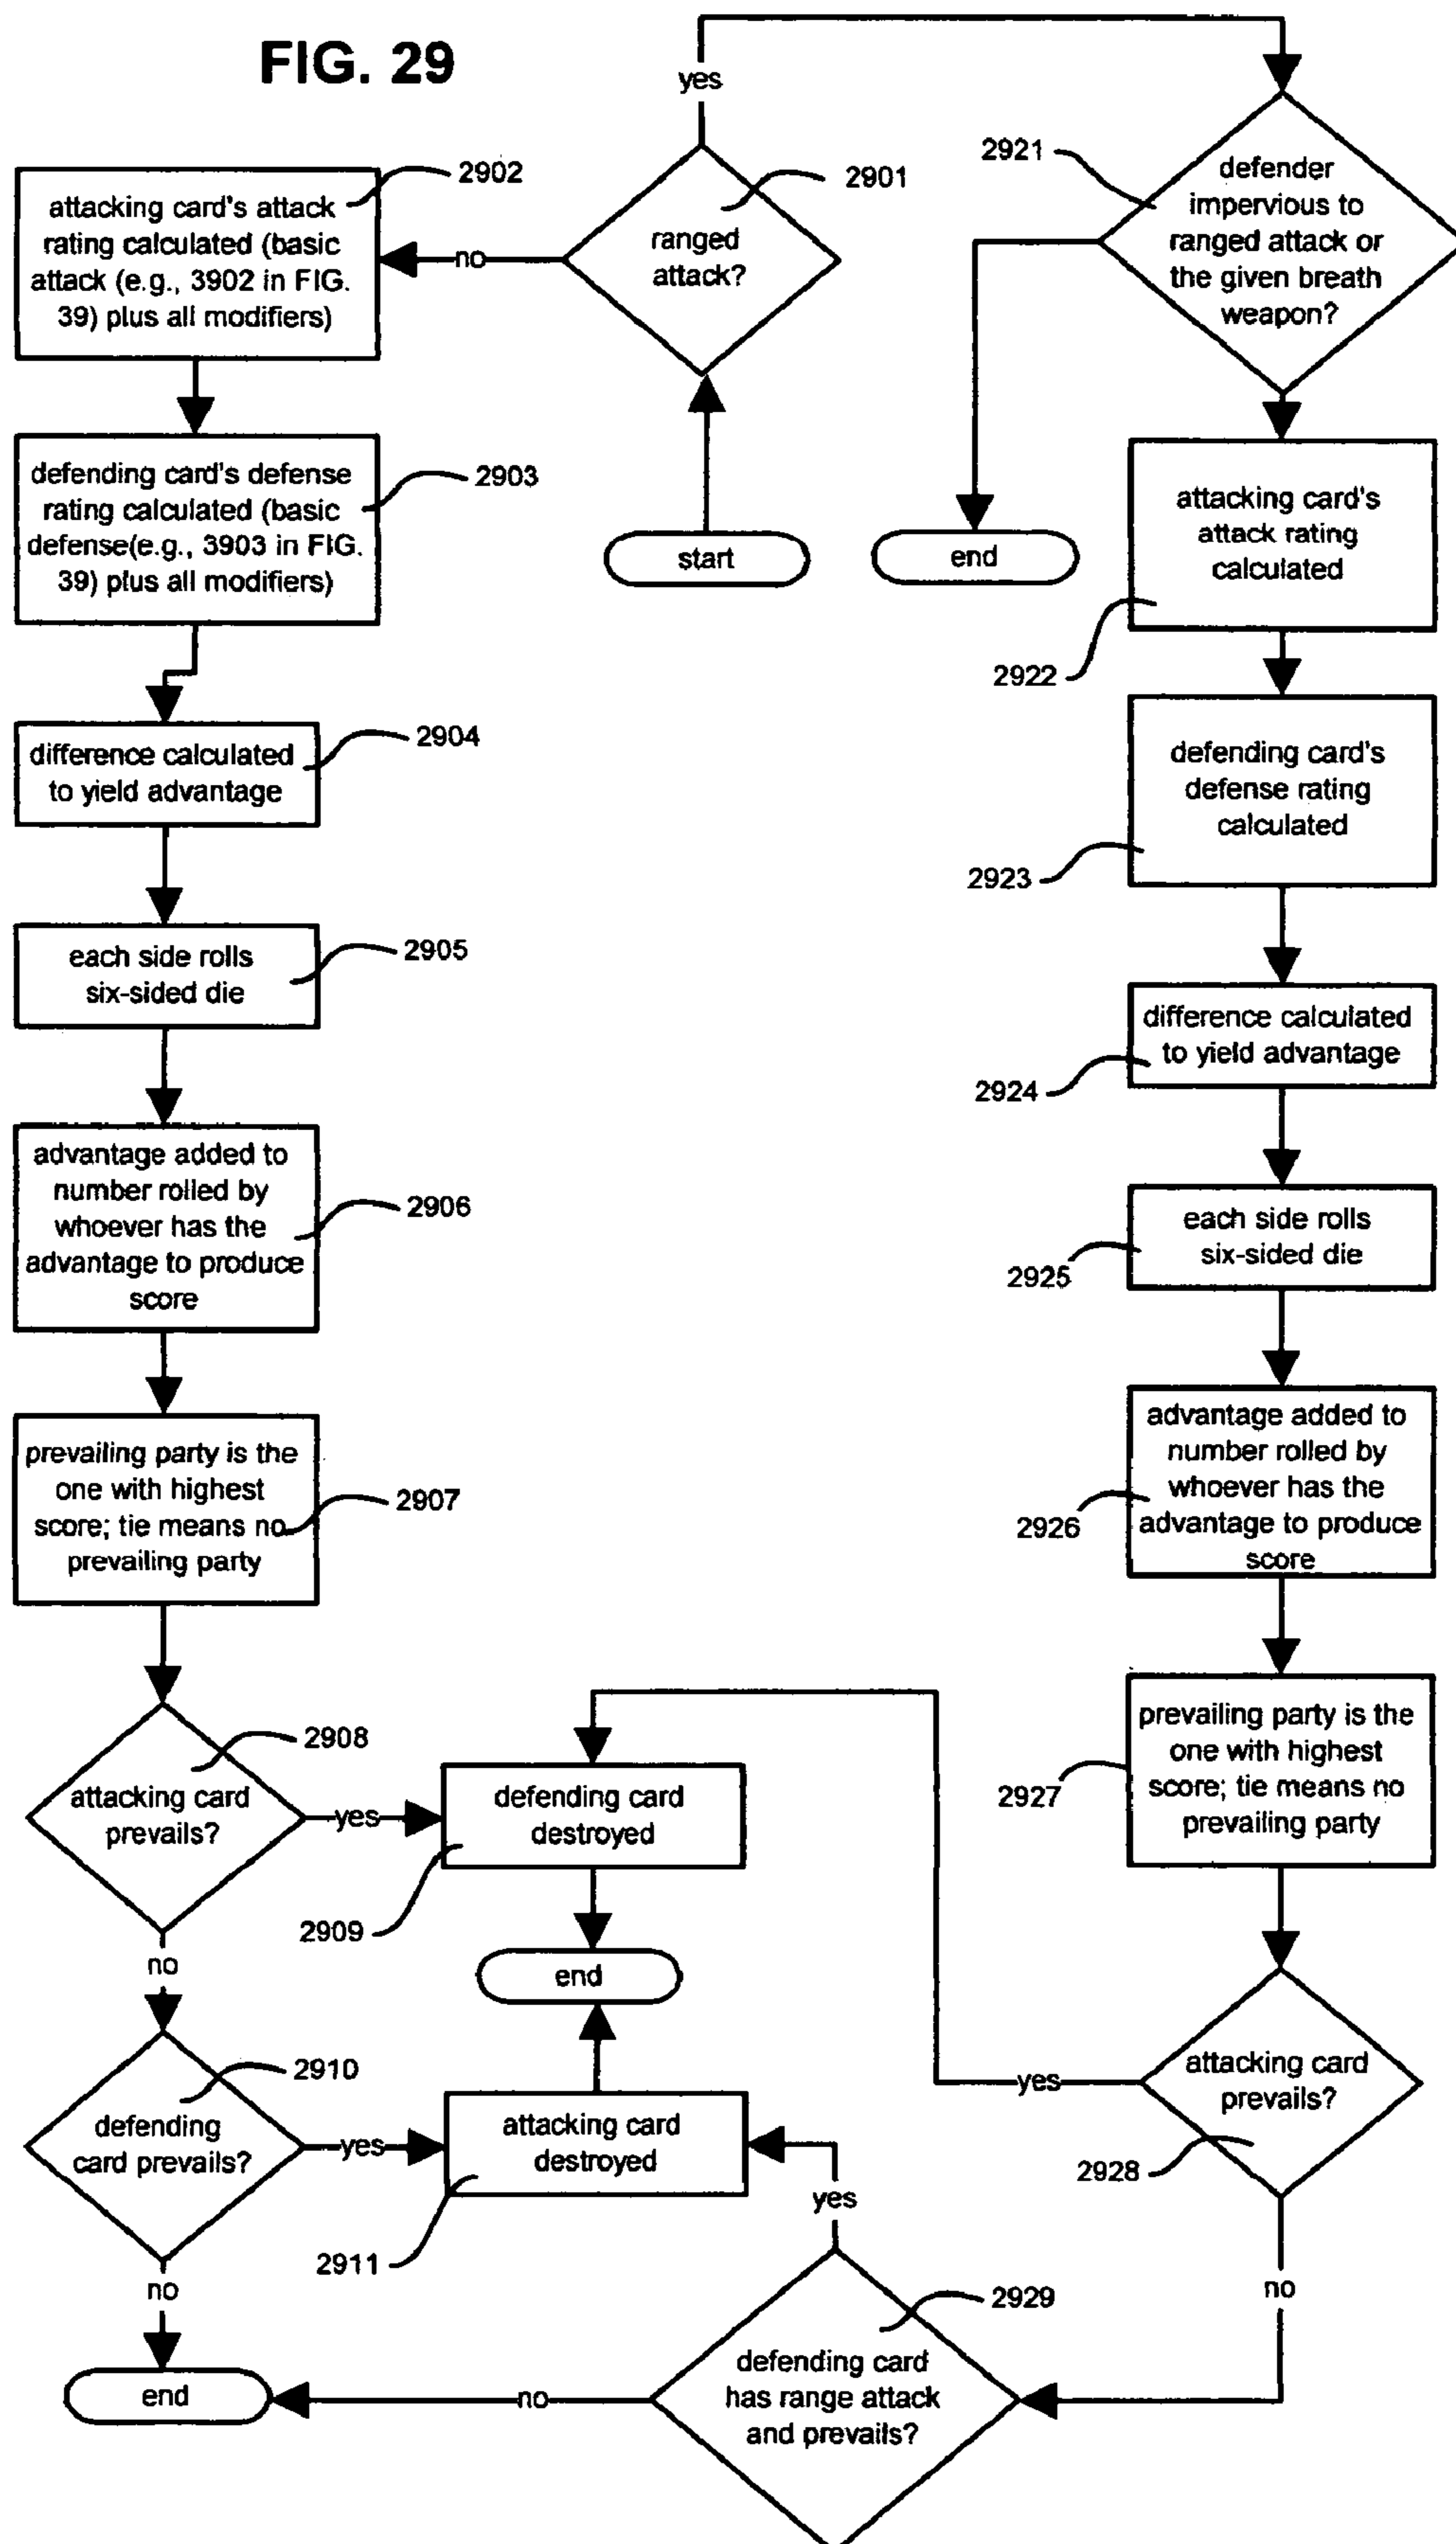 FIG. 29
yes
2901
ranged
attack?
no
start
2902
attacking card's attack
rating calculated (basic
attack (e.g., 3902 in FIG.
39) plus all modifiers)
2903
defending card's defense
rating calculated (basic
defense(e.g., 3903 in FIG.
39) plus all modifiers)
2904
difference calculated
to yield advantage
2905
each side rolls
six-sided die
2906
advantage added to
number rolled by
whoever has the
advantage to produce
score
2907
prevailing party is the
one with highest
score; tie means no
prevailing party
2908
attacking card
prevails?
yes
no
defending card
destroyed
2909
end
2910
defending
card prevails?
yes
no
attacking card
destroyed
2911
end
2921
defender
impervious to
ranged attack or
the given breath
weapon?
end
attacking card's
attack rating
calculated
2922
defending card's
defense rating
calculated
2923
difference calculated
to yield advantage
2924
each side rolls
six-sided die
2925
advantage added to
number rolled by
whoever has the
advantage to produce
score
2926
prevailing party is the
one with highest
score; tie means no
prevailing party
2927
attacking card
prevails?
2928
yes
no
2929
defending card
has range attack
and prevails?
yes
no